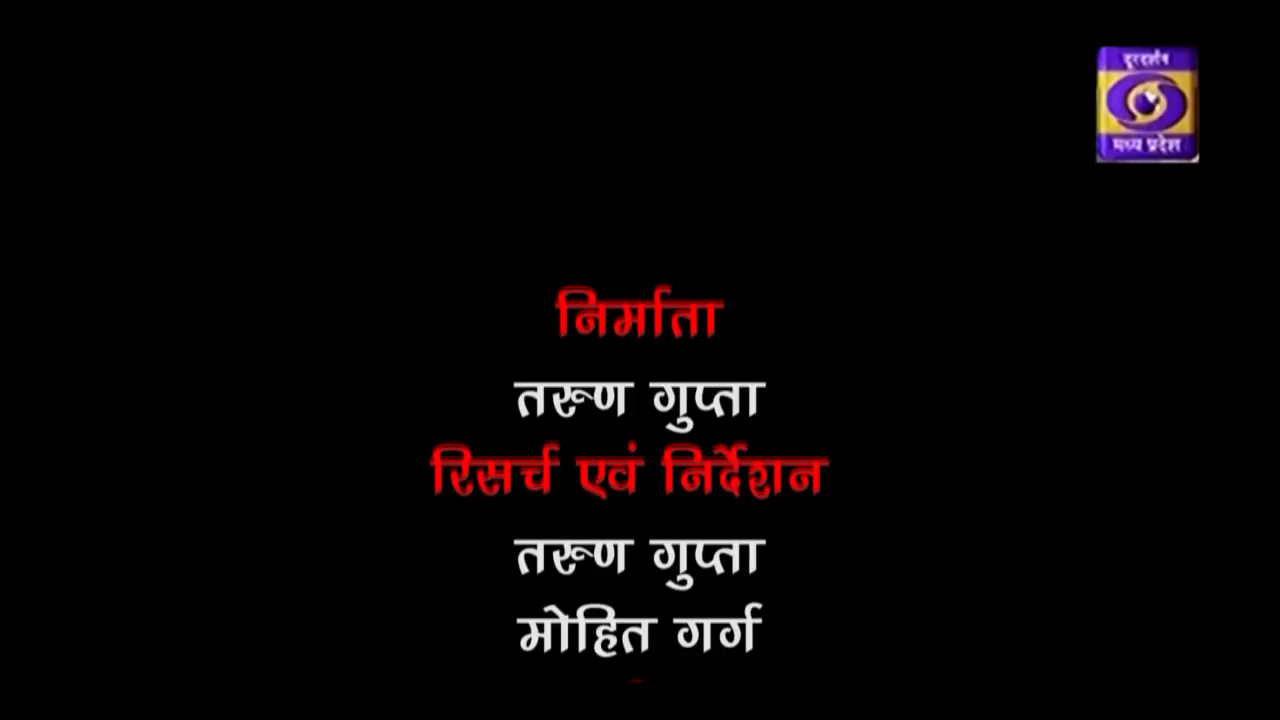 दूरदर्शन
मध्य प्रदेश
निर्माता
तरूण गुप्ता
रिसर्च एवं निर्देशन
तरूण गुप्ता
मोहित गर्ग